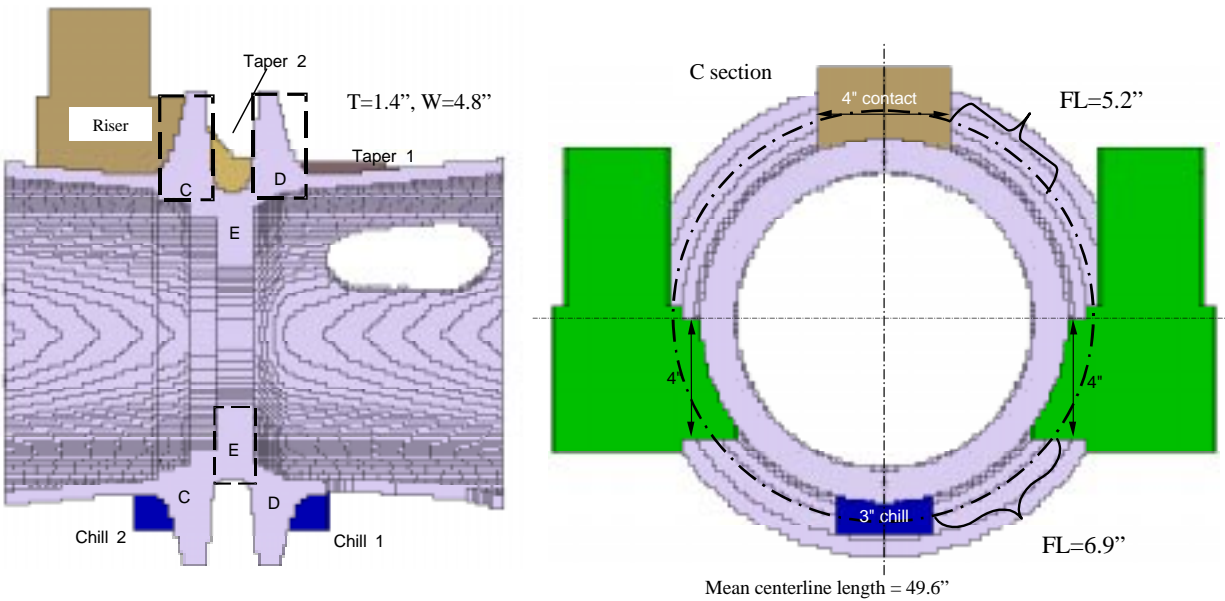 Taper 2
T=1.4”, W=4.8”
Riser
Taper 1
C
D
E
E
C
D
Chill 2
Chill 1
C section
4" contact
FL=5.2”
4"
4"
3" chill
FL=6.9”
Mean centerline length = 49.6”